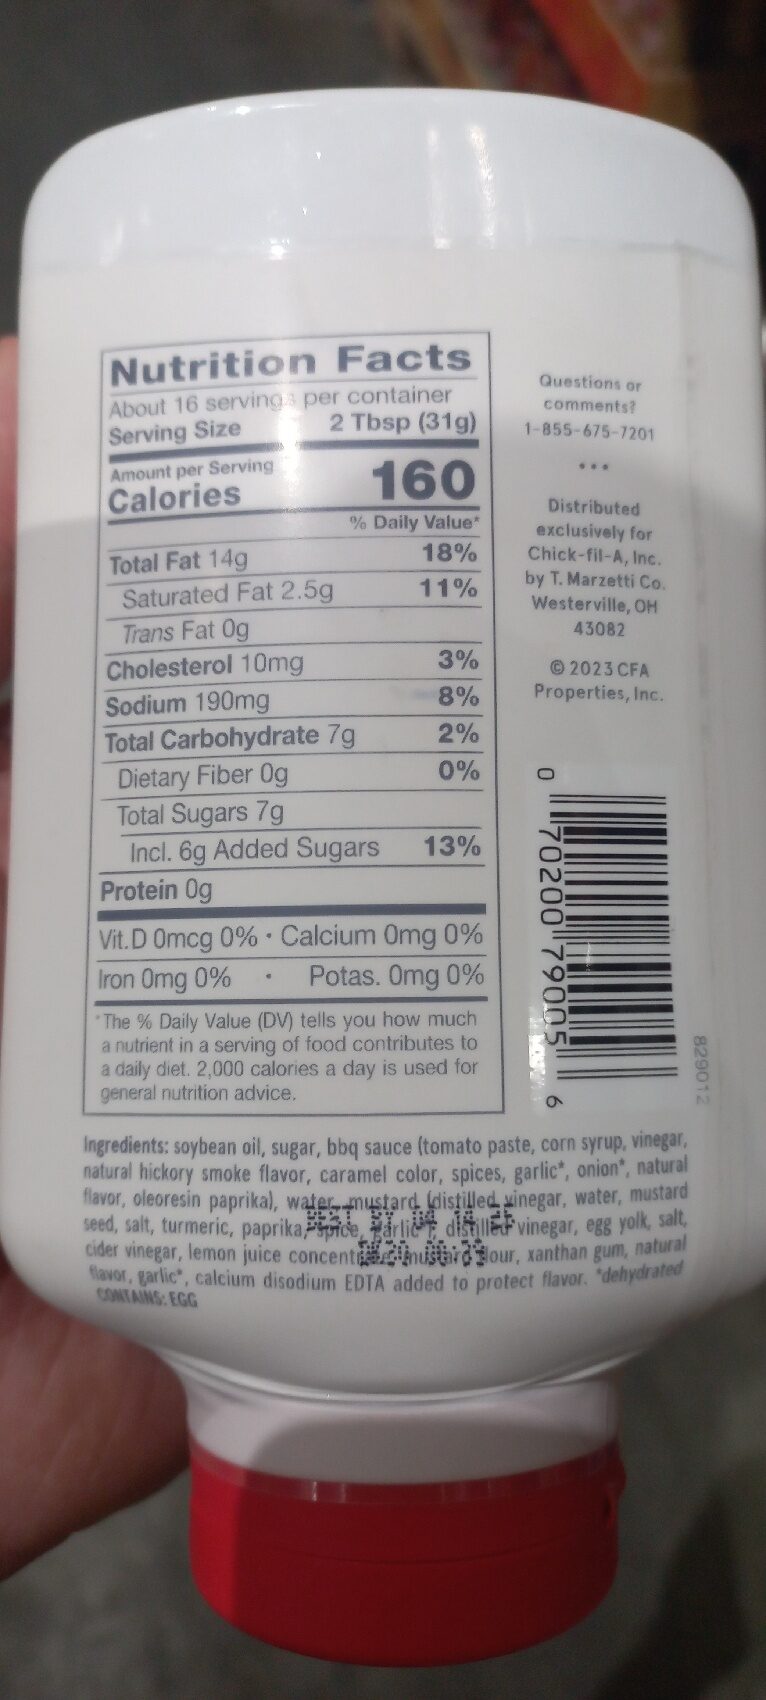 Nutrition Facts
About 16 servings per container
Serving Size 2 Tbsp (31g)
Amount per Serving
Calories 160
% Daily Value*
Total Fat 14g 18%
Saturated Fat 2.5g 11%
Trans Fat 0g
Cholesterol 10mg 3%
Sodium 190mg 8%
Total Carbohydrate 7g 2%
Dietary Fiber 0g 0%
Total Sugars 7g
Incl. 6g Added Sugars 13%
Protein 0g
Vit.D 0mcg 0% • Calcium 0mg 0%
Iron 0mg 0% • Potas. 0mg 0%
*The % Daily Value (DV) tells you how much
a nutrient in a serving of food contributes to
a daily diet. 2,000 calories a day is used for
general nutrition advice.
Questions or
comments?
1-855-675-7201
•••
Distributed
exclusively for
Chick-fil-A, Inc.
by T. Marzetti Co.
Westerville, OH
43082
© 2023 CFA
Properties, Inc.
0 70200 79005 6
829012
Ingredients: soybean oil, sugar, bbq sauce (tomato paste, corn syrup, vinegar,
natural hickory smoke flavor, caramel color, spices, garlic*, onion*, natural
flavor, oleoresin paprika), water, mustard (distilled vinegar, water, mustard
seed, salt, turmeric, paprika, spice, garlic*), distilled vinegar, egg yolk, salt,
cider vinegar, lemon juice concentrate, mustard flour, xanthan gum, natural
flavor, garlic*, calcium disodium EDTA added to protect flavor. *dehydrated
CONTAINS: EGG